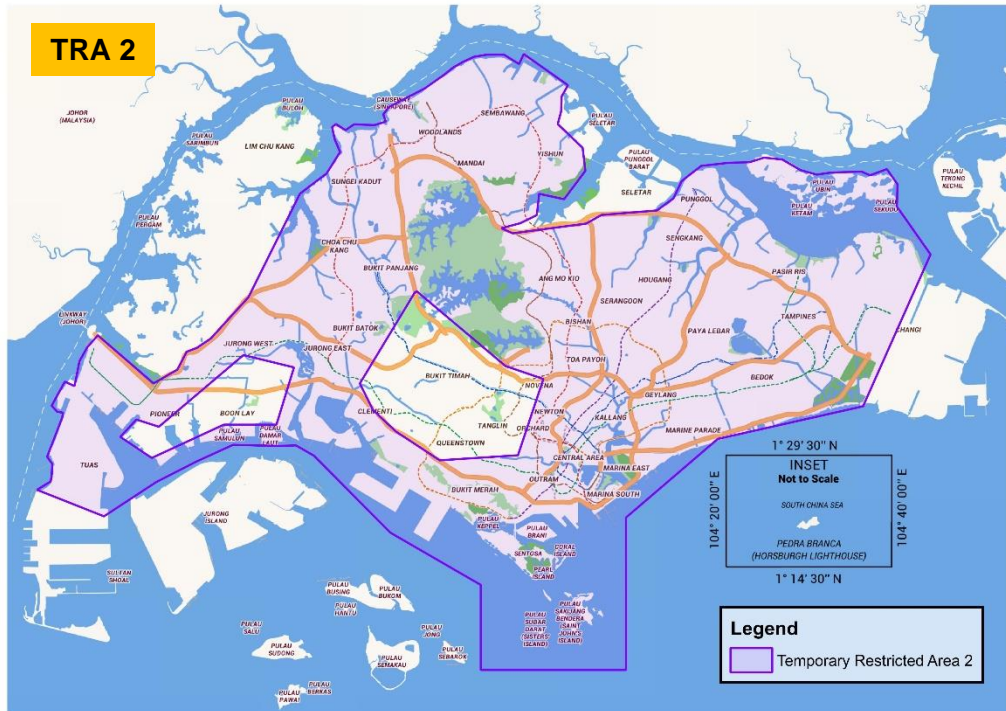 TRA 2
JOHOR
(MALAYSIA)
PULAU
SARIMBUN
PULAU
BULOH
LIM CHU KANG
CAUSEWAY
(SINGAPORE)
WOODLANDS
SEMBAWANG
MANDAI
YISHUN
PULAU
SELETAR
PULAU
PUNGGOL
BARAT
SELETAR
PUNGGOL
PULAU
UBIN
PULAU
KETAM
PULAU
SEKUDU
PULAU
TEKONG
KECHIL
SUNGEI KADUT
PULAU
PERGAM
CHOA CHU
KANG
BUKIT PANJANG
ANG MO KIO
HOUGANG
SENGKANG
SERANGOON
PASIR RIS
TAMPINES
CHANGI
LINKWAY
(JOHOR)
BUKIT BATOK
JURONG WEST
JURONG EAST
BISHAN
PAYA LEBAR
TOA PAYOH
BUKIT TIMAH
NOVENA
GEYLANG
BEDOK
PIONEER
BOON LAY
CLEMENTI
TANGLIN
NEWTON
ORCHARD
KALLANG
MARINE PARADE
PULAU
SAMULUN
PULAU
DAMAR
LAUT
QUEENSTOWN
CENTRAL AREA
MARINA EAST
OUTRAM
MARINA SOUTH
TUAS
BUKIT MERAH
JURONG
ISLAND
PULAU
KEPPEL
PULAU
BRANI
SENTOSA
CORAL
ISLAND
PEARL
ISLAND
SULTAN
SHOAL
PULAU
BUSING
PULAU
BUKOM
PULAU
HANTU
PULAU
SALU
PULAU
SUDONG
PULAU
JONG
PULAU
SEMAKAU
PULAU
SEBAROK
PULAU
SUBAR
DARAT
(SISTERS'
ISLAND)
PULAU
SAKIJANG
BENDERA
(SAINT
JOHN'S
ISLAND)
PULAU
PAWAI
PULAU
BERKAS
1° 29' 30" N
104° 20' 00" E
INSET
Not to Scale
SOUTH CHINA SEA
PEDRA BRANCA
(HORSBURGH LIGHTHOUSE)
104° 40' 00" E
1° 14' 30" N
Legend
Temporary Restricted Area 2